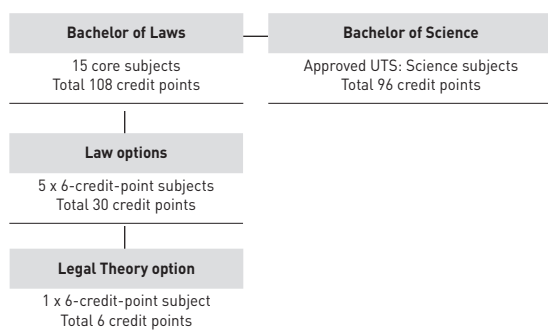 Bachelor of Laws
15 core subjects
Total 108 credit points
Bachelor of Science
Approved UTS: Science subjects
Total 96 credit points
Law options
5 x 6-credit-point subjects
Total 30 credit points
Legal Theory option
1 x 6-credit-point subject
Total 6 credit points